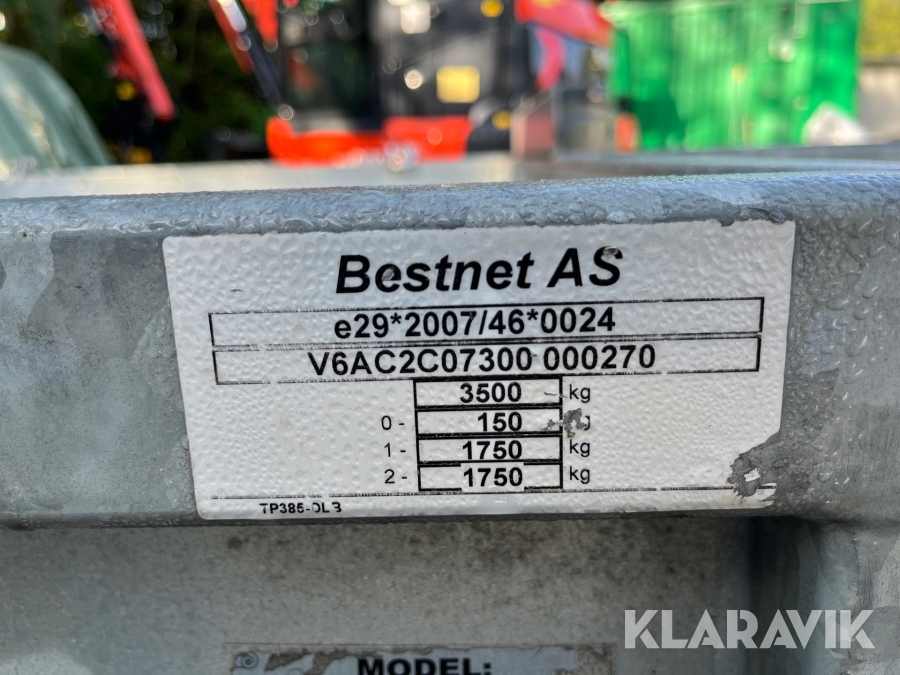 Bestnet AS
e29*2007/46*0024
V6AC2C07300 000270
3500 kg
0 - 150
1 - 1750 kg
2 - 1750 kg
TP385-DLB
MODEL:
KLARAVIK